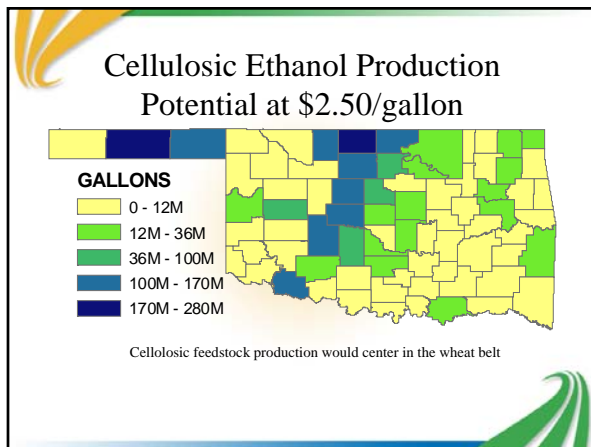 Cellulosic Ethanol Production
Potential at $2.50/gallon
GALLONS
0 - 12M
12M - 36M
36M - 100M
100M - 170M
170M - 280M
Cellolosic feedstock production would center in the wheat belt